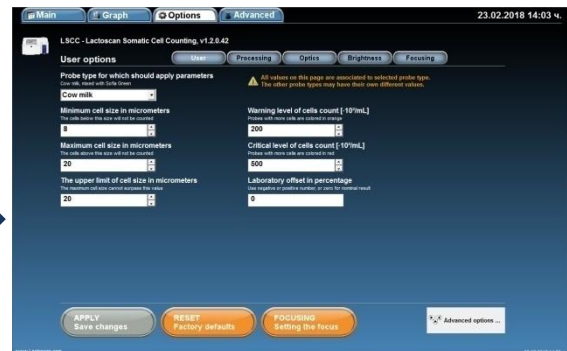 Main Graph Options Advanced 23.02.2018 14:03 ч.
LSCC - Lactoscan Somatic Cell Counting, v1.2.0.42
User options User Processing Optics Brightness Focusing
Probe type for which should apply parameters
Cow milk, mixed with Sofia Green
Cow milk
All values on this page are associated to selected probe type.
The other probe types may have their own different values.
Minimum cell size in micrometers
The cells below this size will not be counted
8
Warning level of cells count [·10³/mL]
Probes with more cells are colored in orange
200
Maximum cell size in micrometers
The cells above this size will not be counted
20
Critical level of cells count [·10³/mL]
Probes with more cells are colored in red
500
The upper limit of cell size in micrometers
The maximum cell size cannot surpass this value
20
Laboratory offset in percentage
Use negative or positive number, or zero for nominal result
0
APPLY
Save changes
RESET
Factory defaults
FOCUSING
Setting the focus
Advanced options ...